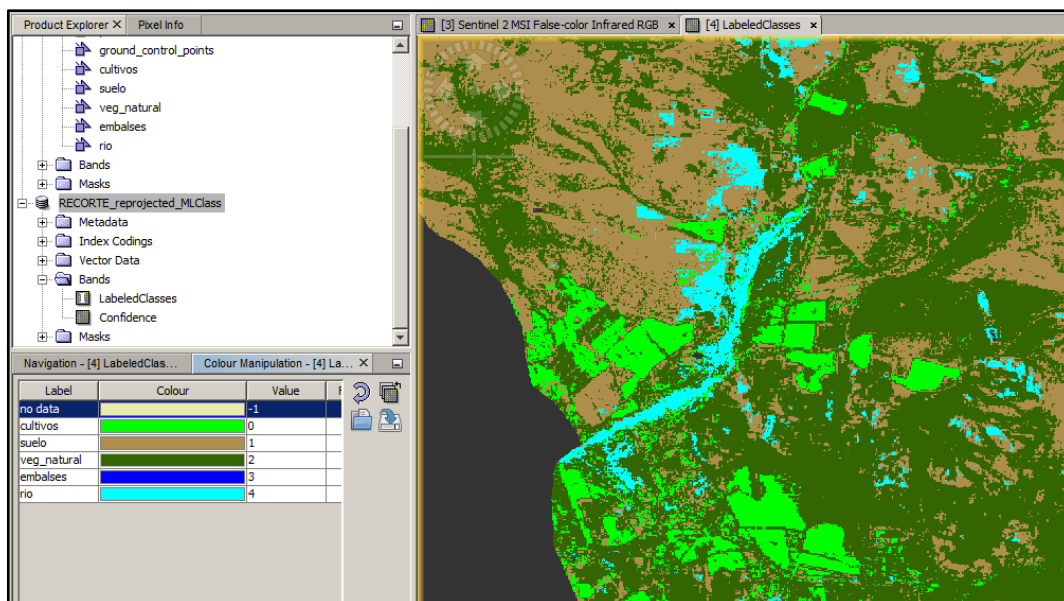 Product Explorer X Pixel Info
ground_control_points
cultivos
suelo
veg_natural
embalses
rio
Bands
Masks
RECORTE_reprojected_MLClass
Metadata
Index Codings
Vector Data
Bands
LabeledClasses
Confidence
Masks
Navigation - [4] LabeledClas... Colour Manipulation - [4] La... X
Label Colour Value F
no data -1
cultivos 0
suelo 1
veg_natural 2
embalses 3
rio 4
[3] Sentinel 2 MSI False-color Infrared RGB × [4] LabeledClasses ×